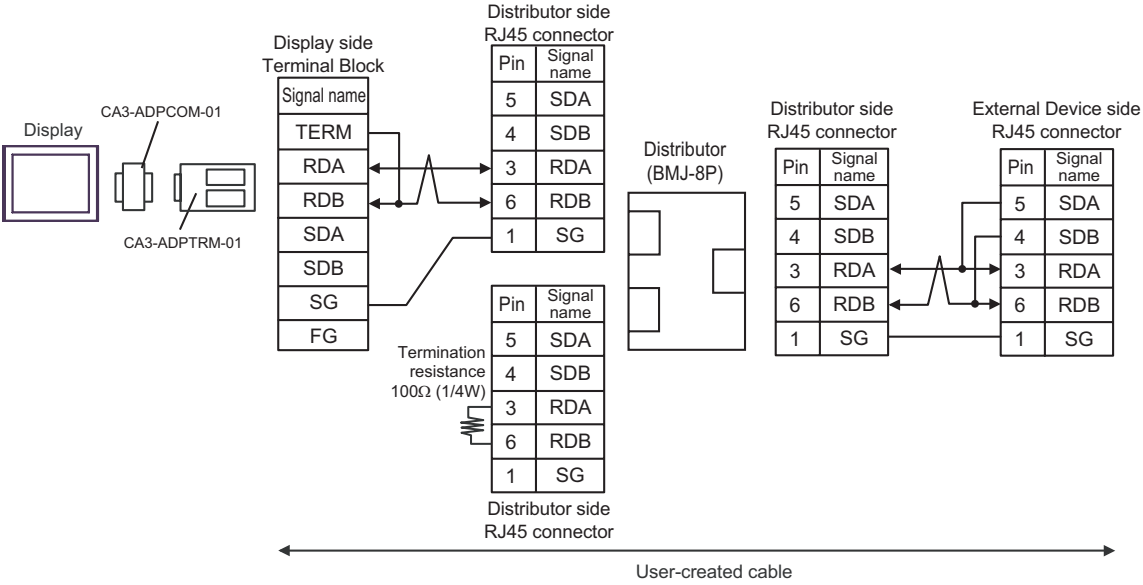 Display
CA3-ADPCOM-01
CA3-ADPTRM-01
Display side
Terminal Block
Signal name
TERM
RDA
RDB
SDA
SDB
SG
FG
Distributor side
RJ45 connector
Pin Signal name
5 SDA
4 SDB
3 RDA
6 RDB
1 SG
Termination
resistance
100Ω (1/4W)
Pin Signal name
5 SDA
4 SDB
3 RDA
6 RDB
1 SG
Distributor side
RJ45 connector
Distributor
(BMJ-8P)
Distributor side
RJ45 connector
Pin Signal name
5 SDA
4 SDB
3 RDA
6 RDB
1 SG
External Device side
RJ45 connector
Pin Signal name
5 SDA
4 SDB
3 RDA
6 RDB
1 SG
User-created cable